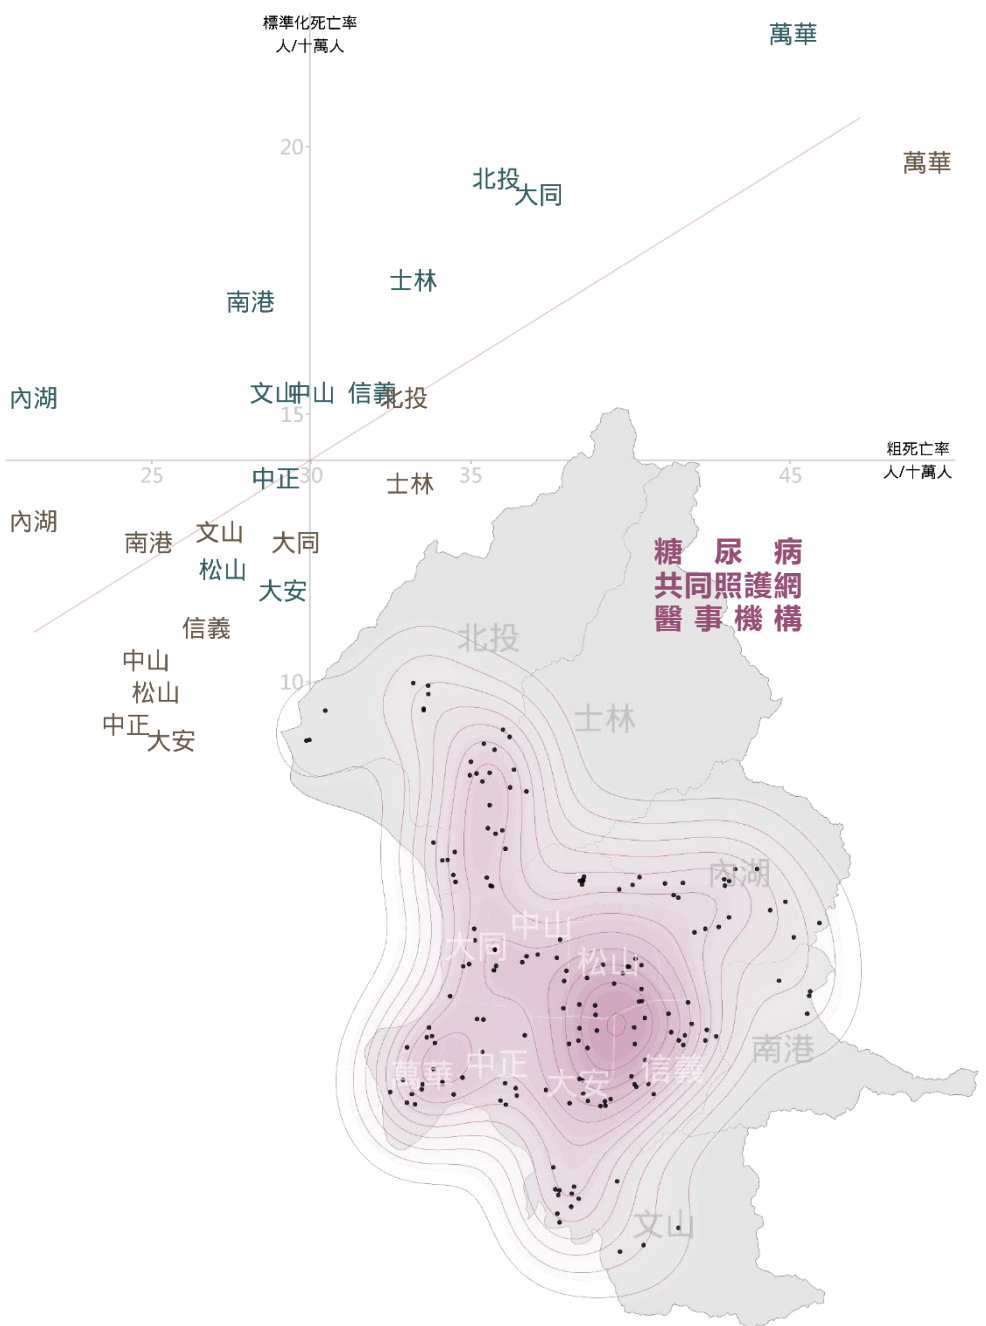 標準化死亡率
人/十萬人
萬華
20
萬華
北投
大同
士林
南港
內湖
文山
中山
信義
北投
15
粗死亡率
人/十萬人
25
30
35
45
中正
士林
內湖
南港
文山
大同
松山
大安
信義
中山
松山
中正
大安
10
糖尿病
共同照護網
醫事機構
北投
士林
內湖
中山
大同
松山
南港
萬華
中正
大安
信義
文山